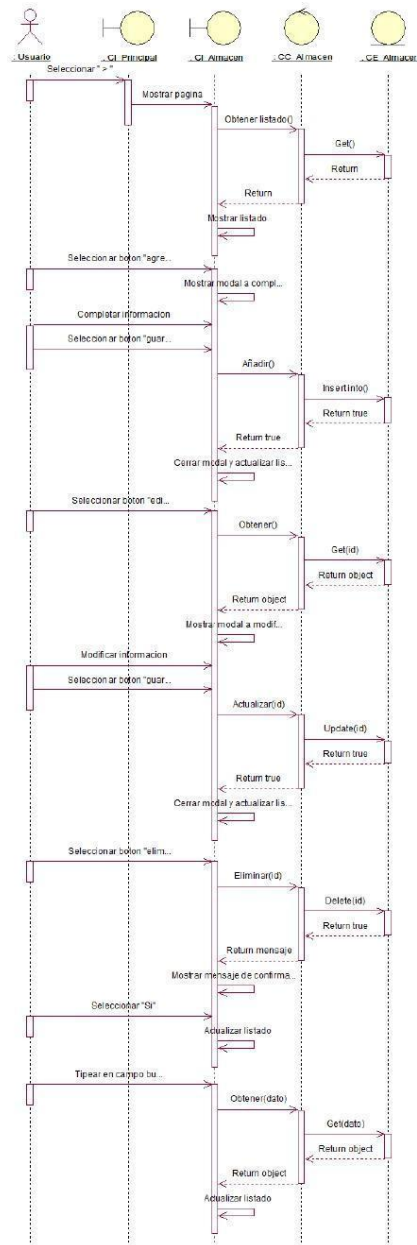 : Usuario
: CI_Principal
: CI_Almacen
: CC_Almacen
: CE_Almacen
Seleccionar " > "
Mostrar pagina
Obtener listado()
Get()
Return
Return
Mostrar listado
Seleccionar boton "agre...
Mostrar modal a compl...
Completar informacion
Seleccionar boton "guar...
Añadir()
Insert into()
Return true
Return true
Cerrar modal y actualizar lis...
Seleccionar boton "edi...
Obtener()
Get(id)
Return object
Return object
Mostrar modal a modif...
Modificar informacion
Seleccionar boton "guar...
Actualizar(id)
Update(id)
Return true
Return true
Cerrar modal y actualizar lis...
Seleccionar boton "elim...
Eliminar(id)
Delete(id)
Return true
Return mensaje
Mostrar mensaje de confirma...
Seleccionar "Si"
Actualizar listado
Tipear en campo bu...
Obtener(dato)
Get(dato)
Return object
Return object
Actualizar listado